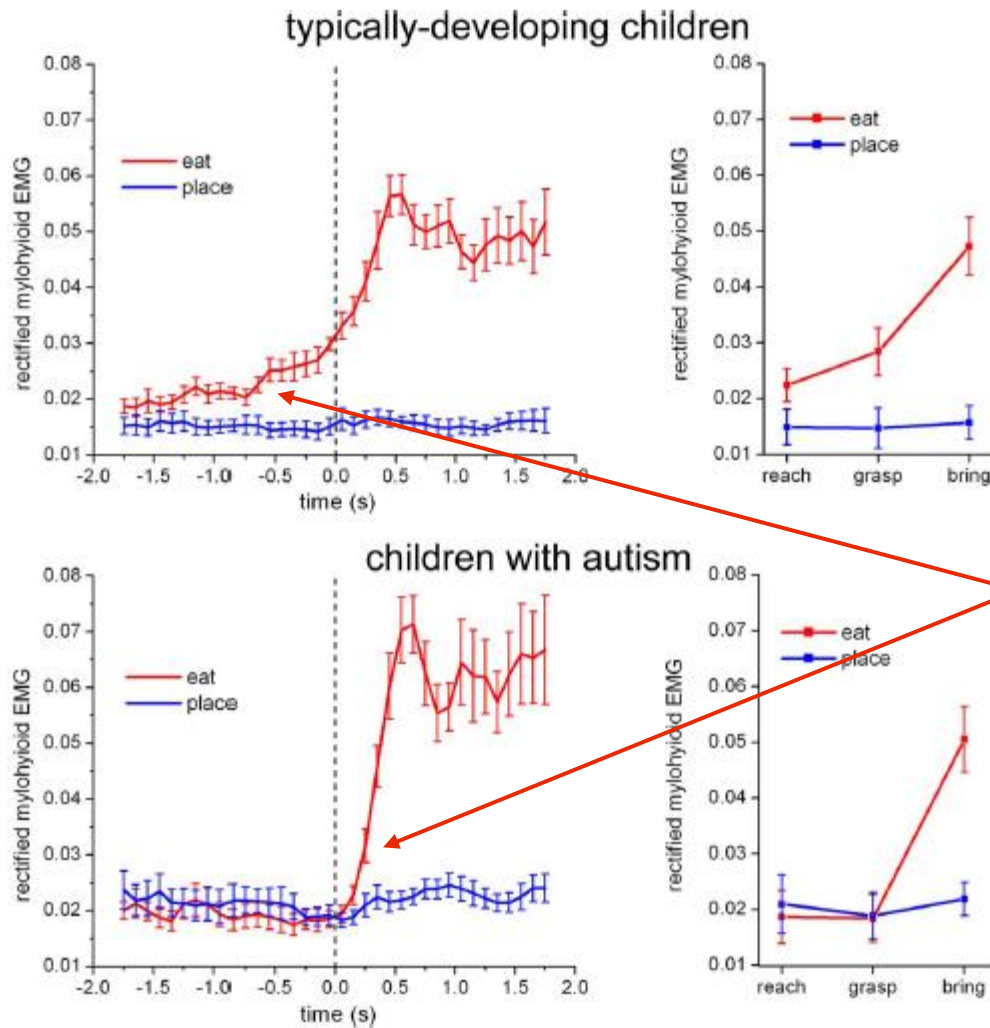 typically-developing children
0.08
0.07
0.06
0.05
0.04
0.03
0.02
0.01
rectified mylohyioid EMG
eat
place
-2.0 -1.5 -1.0 -0.5 0.0 0.5 1.0 1.5 2.0
time (s)
0.08
0.07
0.06
0.05
0.04
0.03
0.02
0.01
rectified mylohyioid EMG
eat
place
reach grasp bring
children with autism
0.08
0.07
0.06
0.05
0.04
0.03
0.02
0.01
rectified mylohyioid EMG
eat
place
-2.0 -1.5 -1.0 -0.5 0.0 0.5 1.0 1.5 2.0
time (s)
0.08
0.07
0.06
0.05
0.04
0.03
0.02
0.01
rectified mylohyioid EMG
eat
place
reach grasp bring